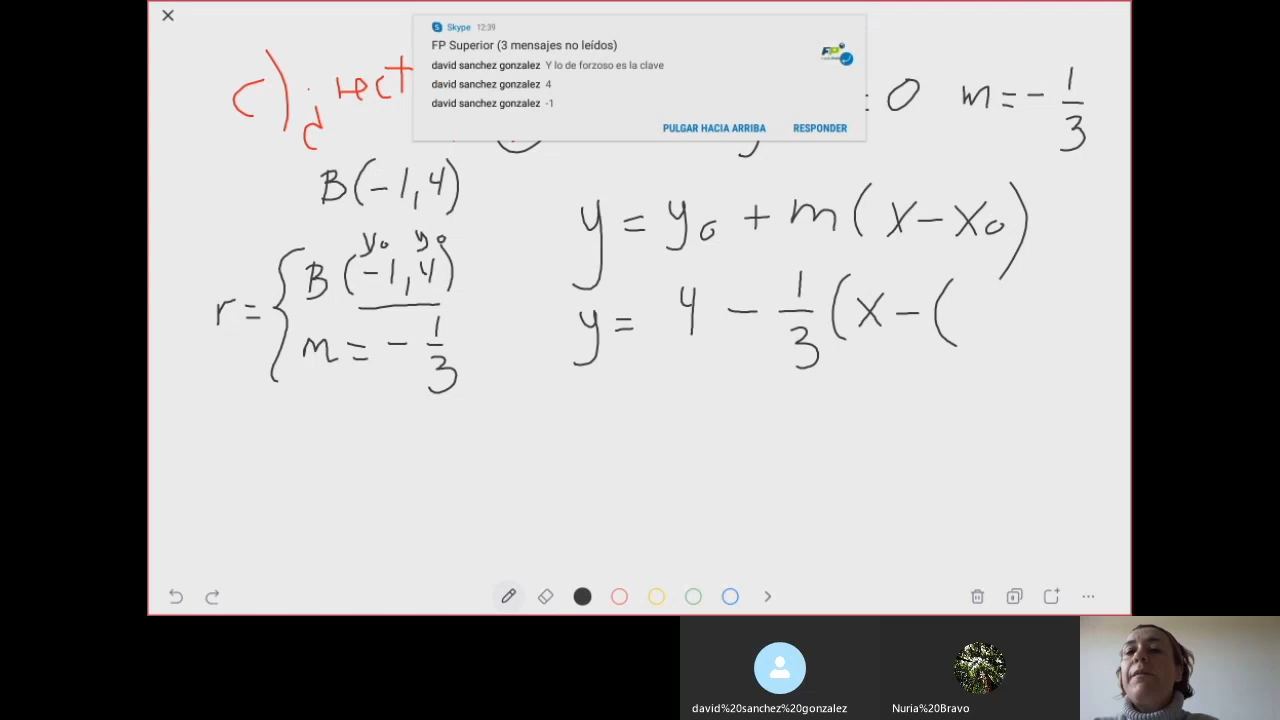 Skype 12:39
FP Superior (3 mensajes no leídos)
david sanchez gonzalez Y lo de forzoso es la clave
david sanchez gonzalez 4
david sanchez gonzalez -1
PULGAR HACIA ARRIBA RESPONDER
FP
c) ¿rect
= 0 m = - 1/3
B(-1,4)
y = y₀ + m(x - x₀)
y₀ y₀
r = { B(-1,4)
m = - 1/3
y = 4 - 1/3 (x - (
david%20sanchez%20gonzalez
Nuria%20Bravo